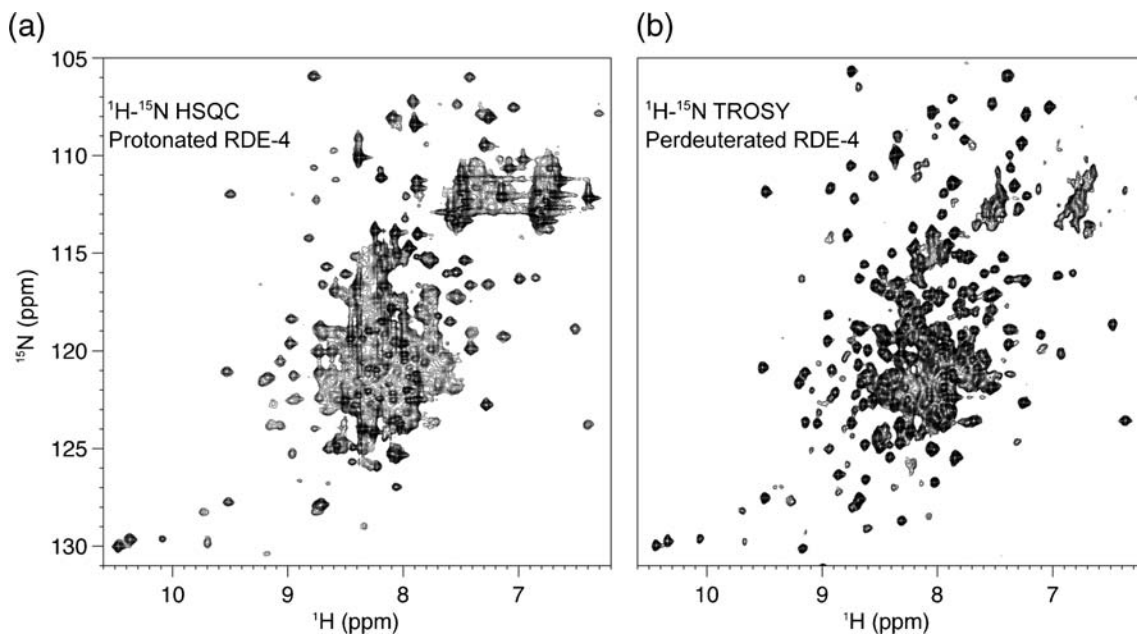 (a)
(b)
¹H-¹⁵N HSQC
Protonated RDE-4
¹H-¹⁵N TROSY
Perdeuterated RDE-4
105
110
115
120
125
130
¹⁵N (ppm)
10 9 8 7
10 9 8 7
¹H (ppm)
¹H (ppm)